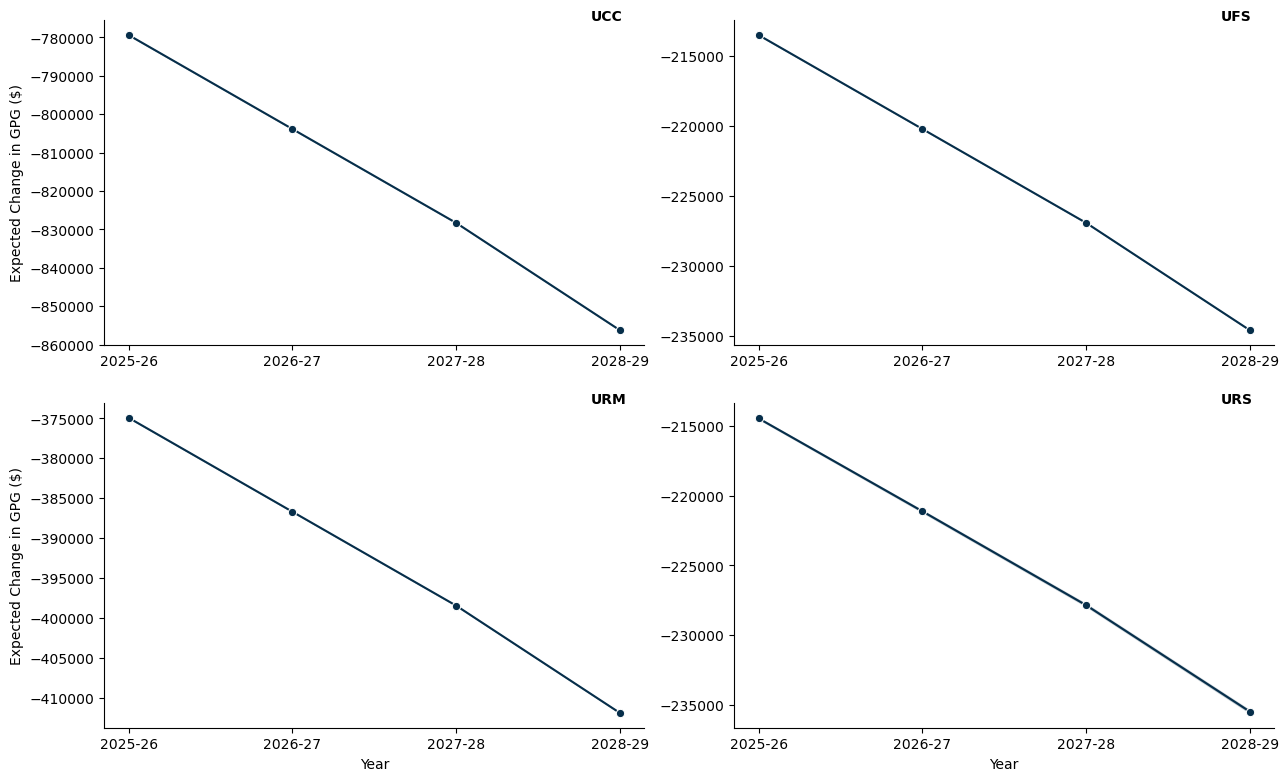 UCC
Expected Change in GPG ($)
−780000
−790000
−800000
−810000
−820000
−830000
−840000
−850000
−860000
2025-26 2026-27 2027-28 2028-29
UFS
−215000
−220000
−225000
−230000
−235000
2025-26 2026-27 2027-28 2028-29
URM
Expected Change in GPG ($)
−375000
−380000
−385000
−390000
−395000
−400000
−405000
−410000
2025-26 2026-27 2027-28 2028-29
Year
URS
−215000
−220000
−225000
−230000
−235000
2025-26 2026-27 2027-28 2028-29
Year